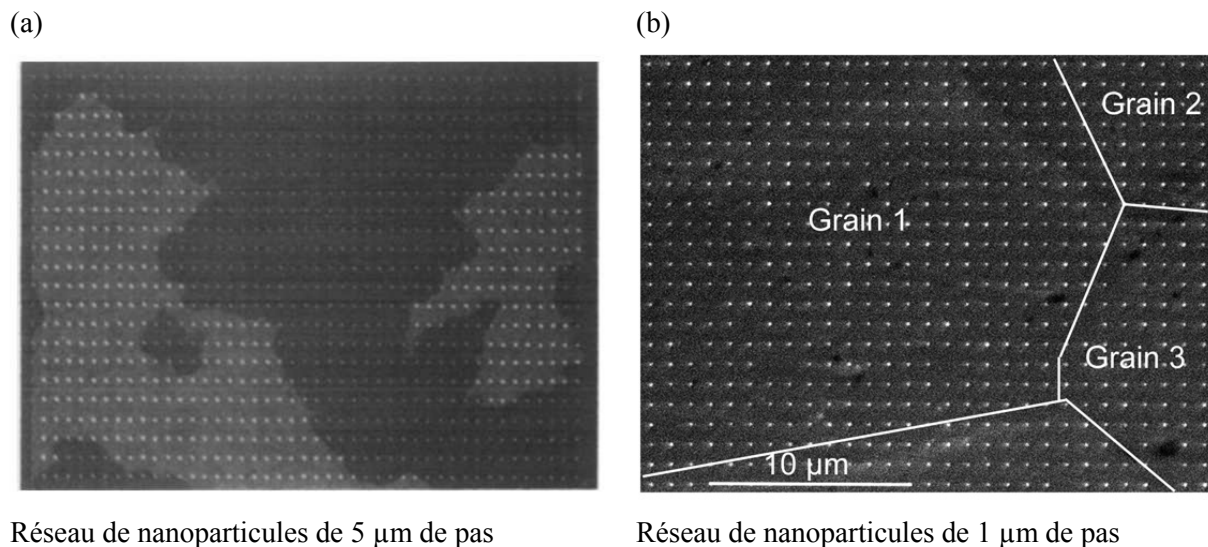 (a)
(b)
Grain 2
Grain 1
Grain 3
10 µm
Réseau de nanoparticules de 5 µm de pas
Réseau de nanoparticules de 1 µm de pas